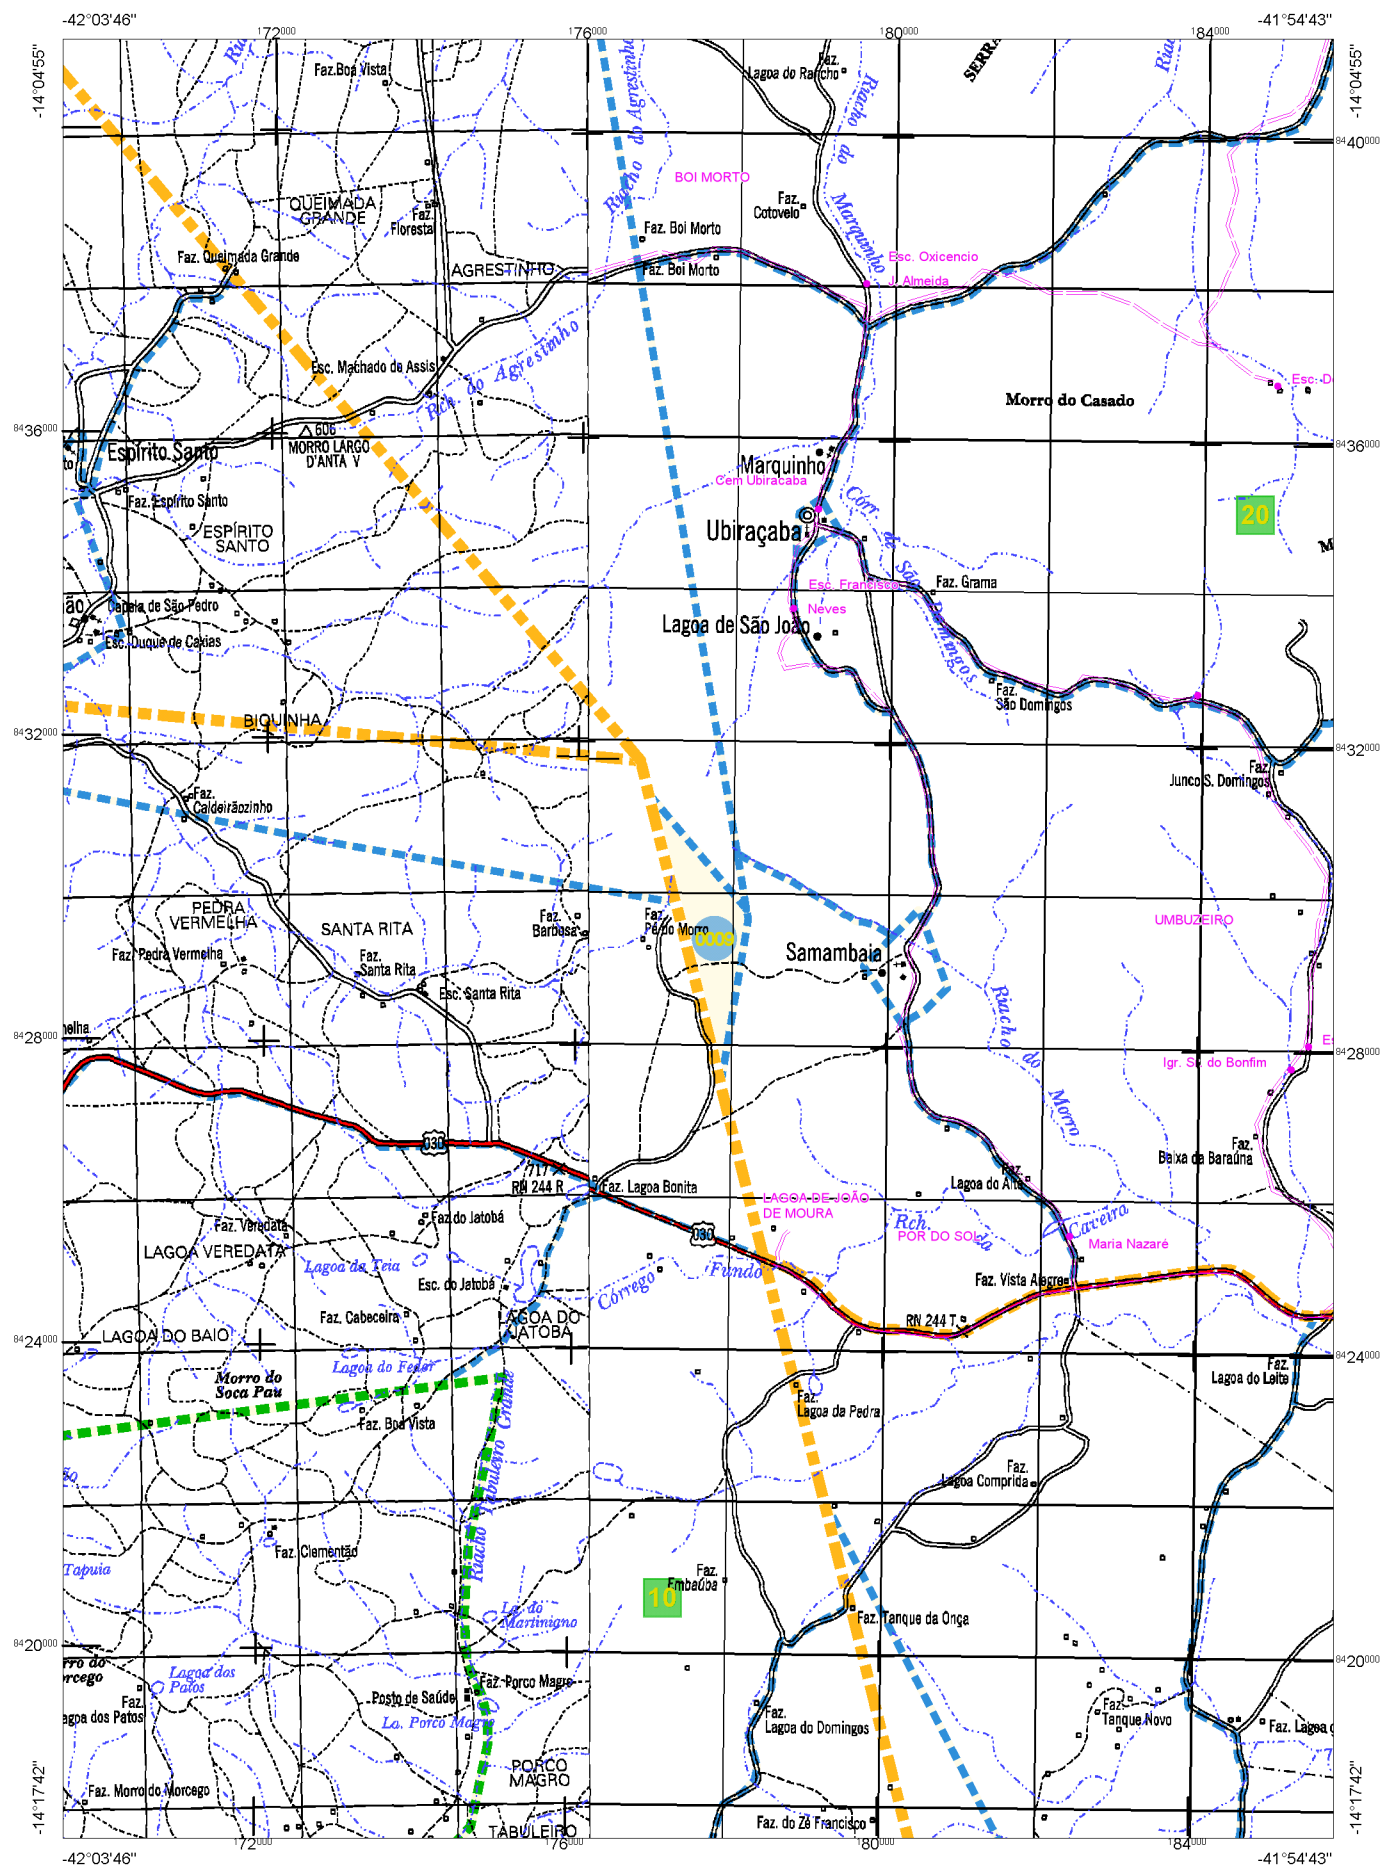 -42°03'46"
-41°54'43"
172000
176000
180000
184000
-14°04'55"
-14°04'55"
Faz. Boa Vista
Riacho do Agrestinho
Faz.
Lagoa do Rancho
Riacho do Marquinho
SERRA
8440000
BOI MORTO
QUEIMADA
GRANDE
Faz.
Floresta
Faz.
Cotovelo
Faz. Boi Morto
Faz. Queimada Grande
AGRESTINHO
Faz. Boi Morto
Esc. Oxicencio
J. Almeida
Rch. do Agresinho
Esc. Machado de Assis
Esc. D
Morro do Casado
8436000
606
MORRO LARGO
D'ANTA V
Espírito Santo
8436000
Marquinho
Cem Ubiracaba
Faz. Espírito Santo
Córr. de São Domingos
20
Ubiraçaba
ESPÍRITO
SANTO
Esc. Francisco
Neves
Faz. Grama
ão
Capela de São Pedro
Lagoa de São João
Esc. Duque de Caxias
Faz.
São Domingos
BIQUINHA
8432000
8432000
Faz.
Junco S. Domingos
Faz.
Caldeirãozinho
PEDRA
VERMELHA
SANTA RITA
Faz.
Barbosa
Faz.
Pé do Morro
0009
UMBUZEIRO
Samambaia
Faz. Pedra Vermelha
Faz.
Santa Rita
Esc. Santa Rita
Riacho do Morro
8428000
8428000
Igr. Sr. do Bonfim
030
Faz.
Baixa da Baraúna
717
RN 244 R
Faz. Lagoa Bonita
Faz.
Lagoa do Alto
LAGOA DE JOÃO
DE MOURA
Faz. do Jatobá
Faz. Veredata
Rch. da Caveira
POR DO SOL
030
Maria Nazaré
LAGOA VEREDATA
Lagoa da Teia
Esc. do Jatobá
Córrego Fundo
Faz. Vista Alegre
Faz. Cabeceira
LAGOA DO
JATOBÁ
RN 244 T
LAGOA DO BAIO
8424000
8424000
Lagoa do Fedor
Morro do
Soca Pau
Faz.
Lagoa do Leite
Faz. Boa Vista
Riacho Tabuleiro Grande
Faz.
Lagoa da Pedra
Faz.
Lagoa Comprida
Faz. Clementão
Tapuia
Faz.
Embaúba
10
La. do
Martiniano
Faz. Tanque da Onça
8420000
8420000
Lagoa dos
Patos
Faz.
agoa dos Patos
Faz. Porco Magro
Posto de Saúde
La. Porco Magro
Faz.
Lagoa do Domingos
Faz.
Tanque Novo
Faz. Lagoa
PORCO
MAGRO
Faz. Morro do Morcego
TABULEIRO
Faz. do Zé Francisco
-14°17'42"
-14°17'42"
172000
176000
180000
184000
-42°03'46"
-41°54'43"